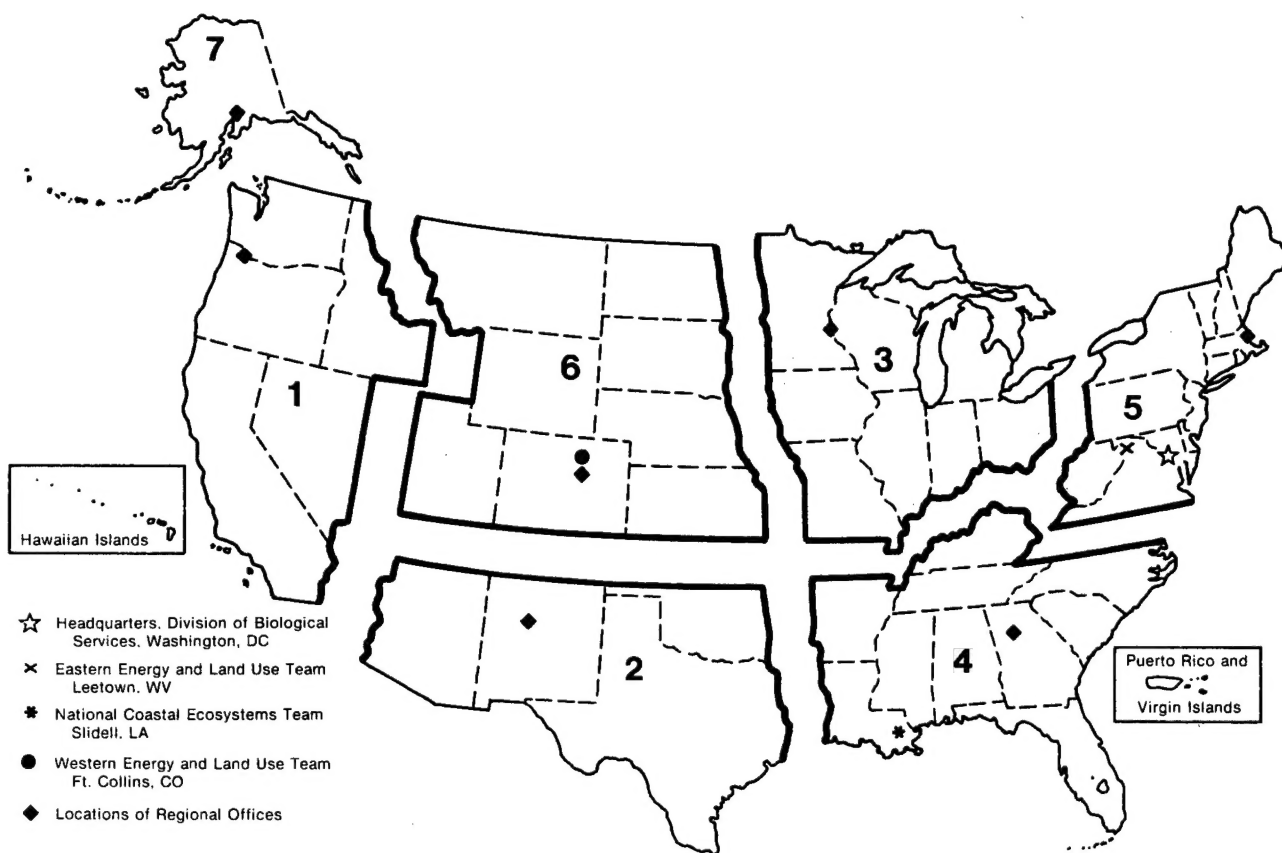 7
1
6
3
5
2
4
Hawaiian Islands
Puerto Rico and
Virgin Islands
Headquarters, Division of Biological
Services, Washington, DC
Eastern Energy and Land Use Team
Leetown, WV
National Coastal Ecosystems Team
Slidell, LA
Western Energy and Land Use Team
Ft. Collins, CO
Locations of Regional Offices